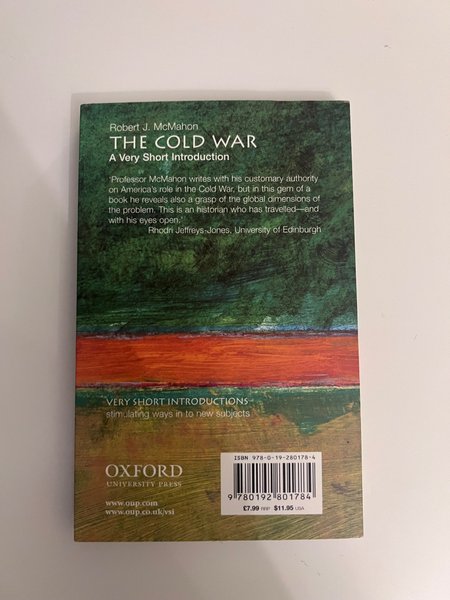 Robert J. McMahon
THE COLD WAR
A Very Short Introduction
'Professor McMahon writes with his customary authority
on America's role in the Cold War, but in this gem of a
book he reveals also a grasp of the global dimensions of
the problem. This is an historian who has travelled—and
with his eyes open.'
Rhodri Jeffreys-Jones, University of Edinburgh
VERY SHORT INTRODUCTIONS
stimulating ways in to new subjects
OXFORD
UNIVERSITY PRESS
www.oup.com
www.oup.co.uk/vsi
ISBN 978-0-19-280178-4
9 780192 801784
£7.99 RRP $11.95 USA